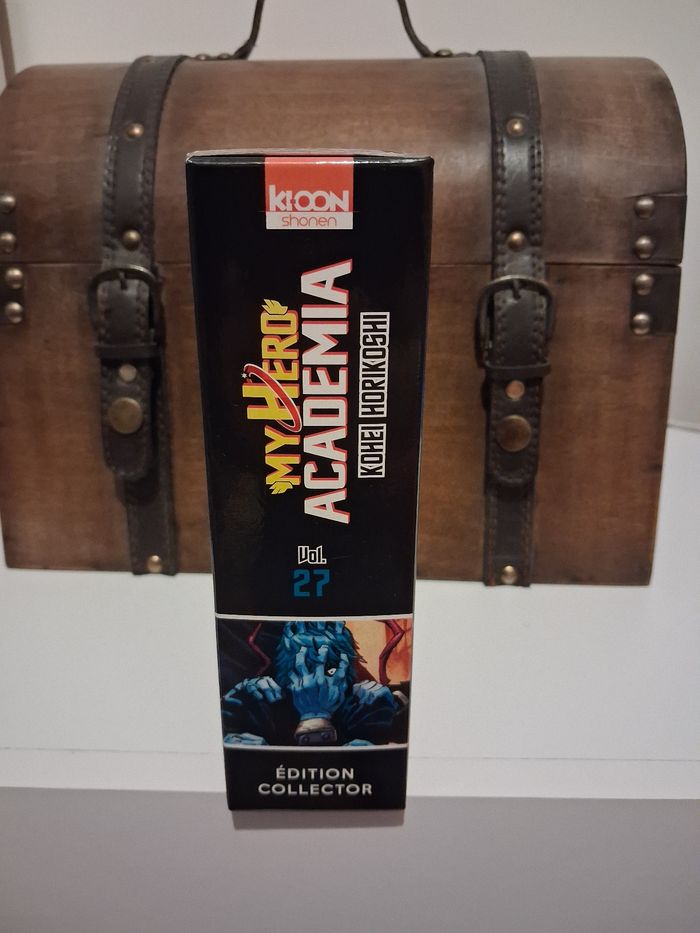 KI-OON
shonen
MY HERO
ACADEMIA
KOHEI HORIKOSHI
Vol.
27
ÉDITION
COLLECTOR